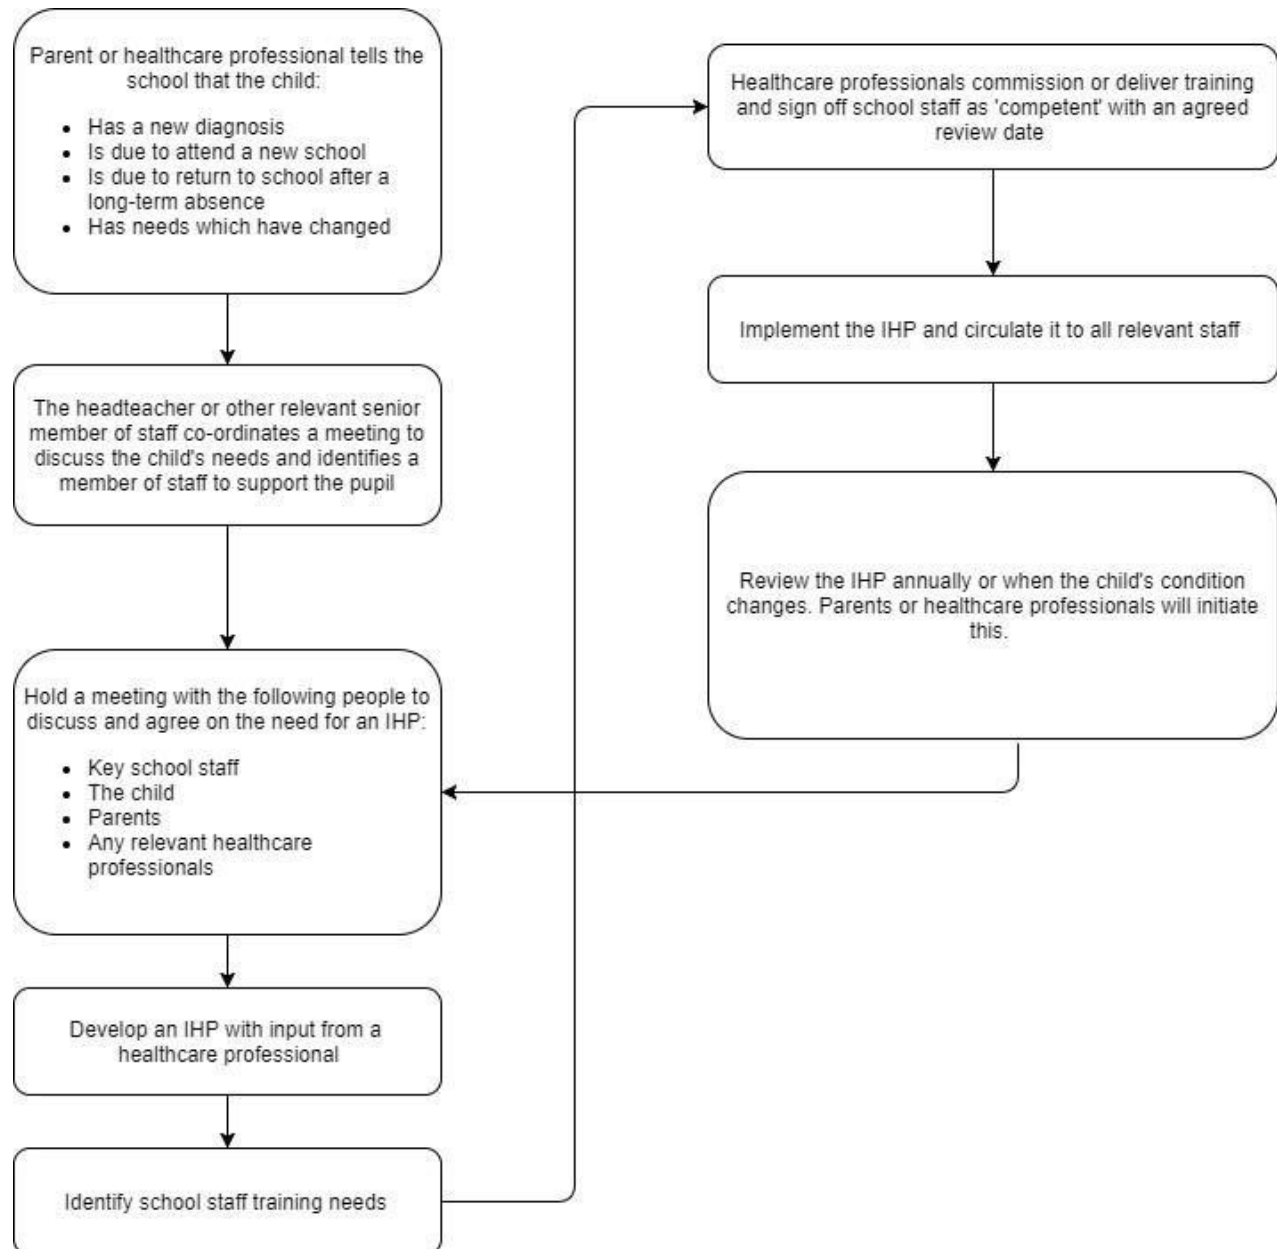 Parent or healthcare professional tells the
school that the child:
• Has a new diagnosis
• Is due to attend a new school
• Is due to return to school after a
long-term absence
• Has needs which have changed
The headteacher or other relevant senior
member of staff co-ordinates a meeting to
discuss the child's needs and identifies a
member of staff to support the pupil
Hold a meeting with the following people to
discuss and agree on the need for an IHP:
• Key school staff
• The child
• Parents
• Any relevant healthcare
professionals
Develop an IHP with input from a
healthcare professional
Identify school staff training needs
Healthcare professionals commission or deliver training
and sign off school staff as 'competent' with an agreed
review date
Implement the IHP and circulate it to all relevant staff
Review the IHP annually or when the child's condition
changes. Parents or healthcare professionals will initiate
this.